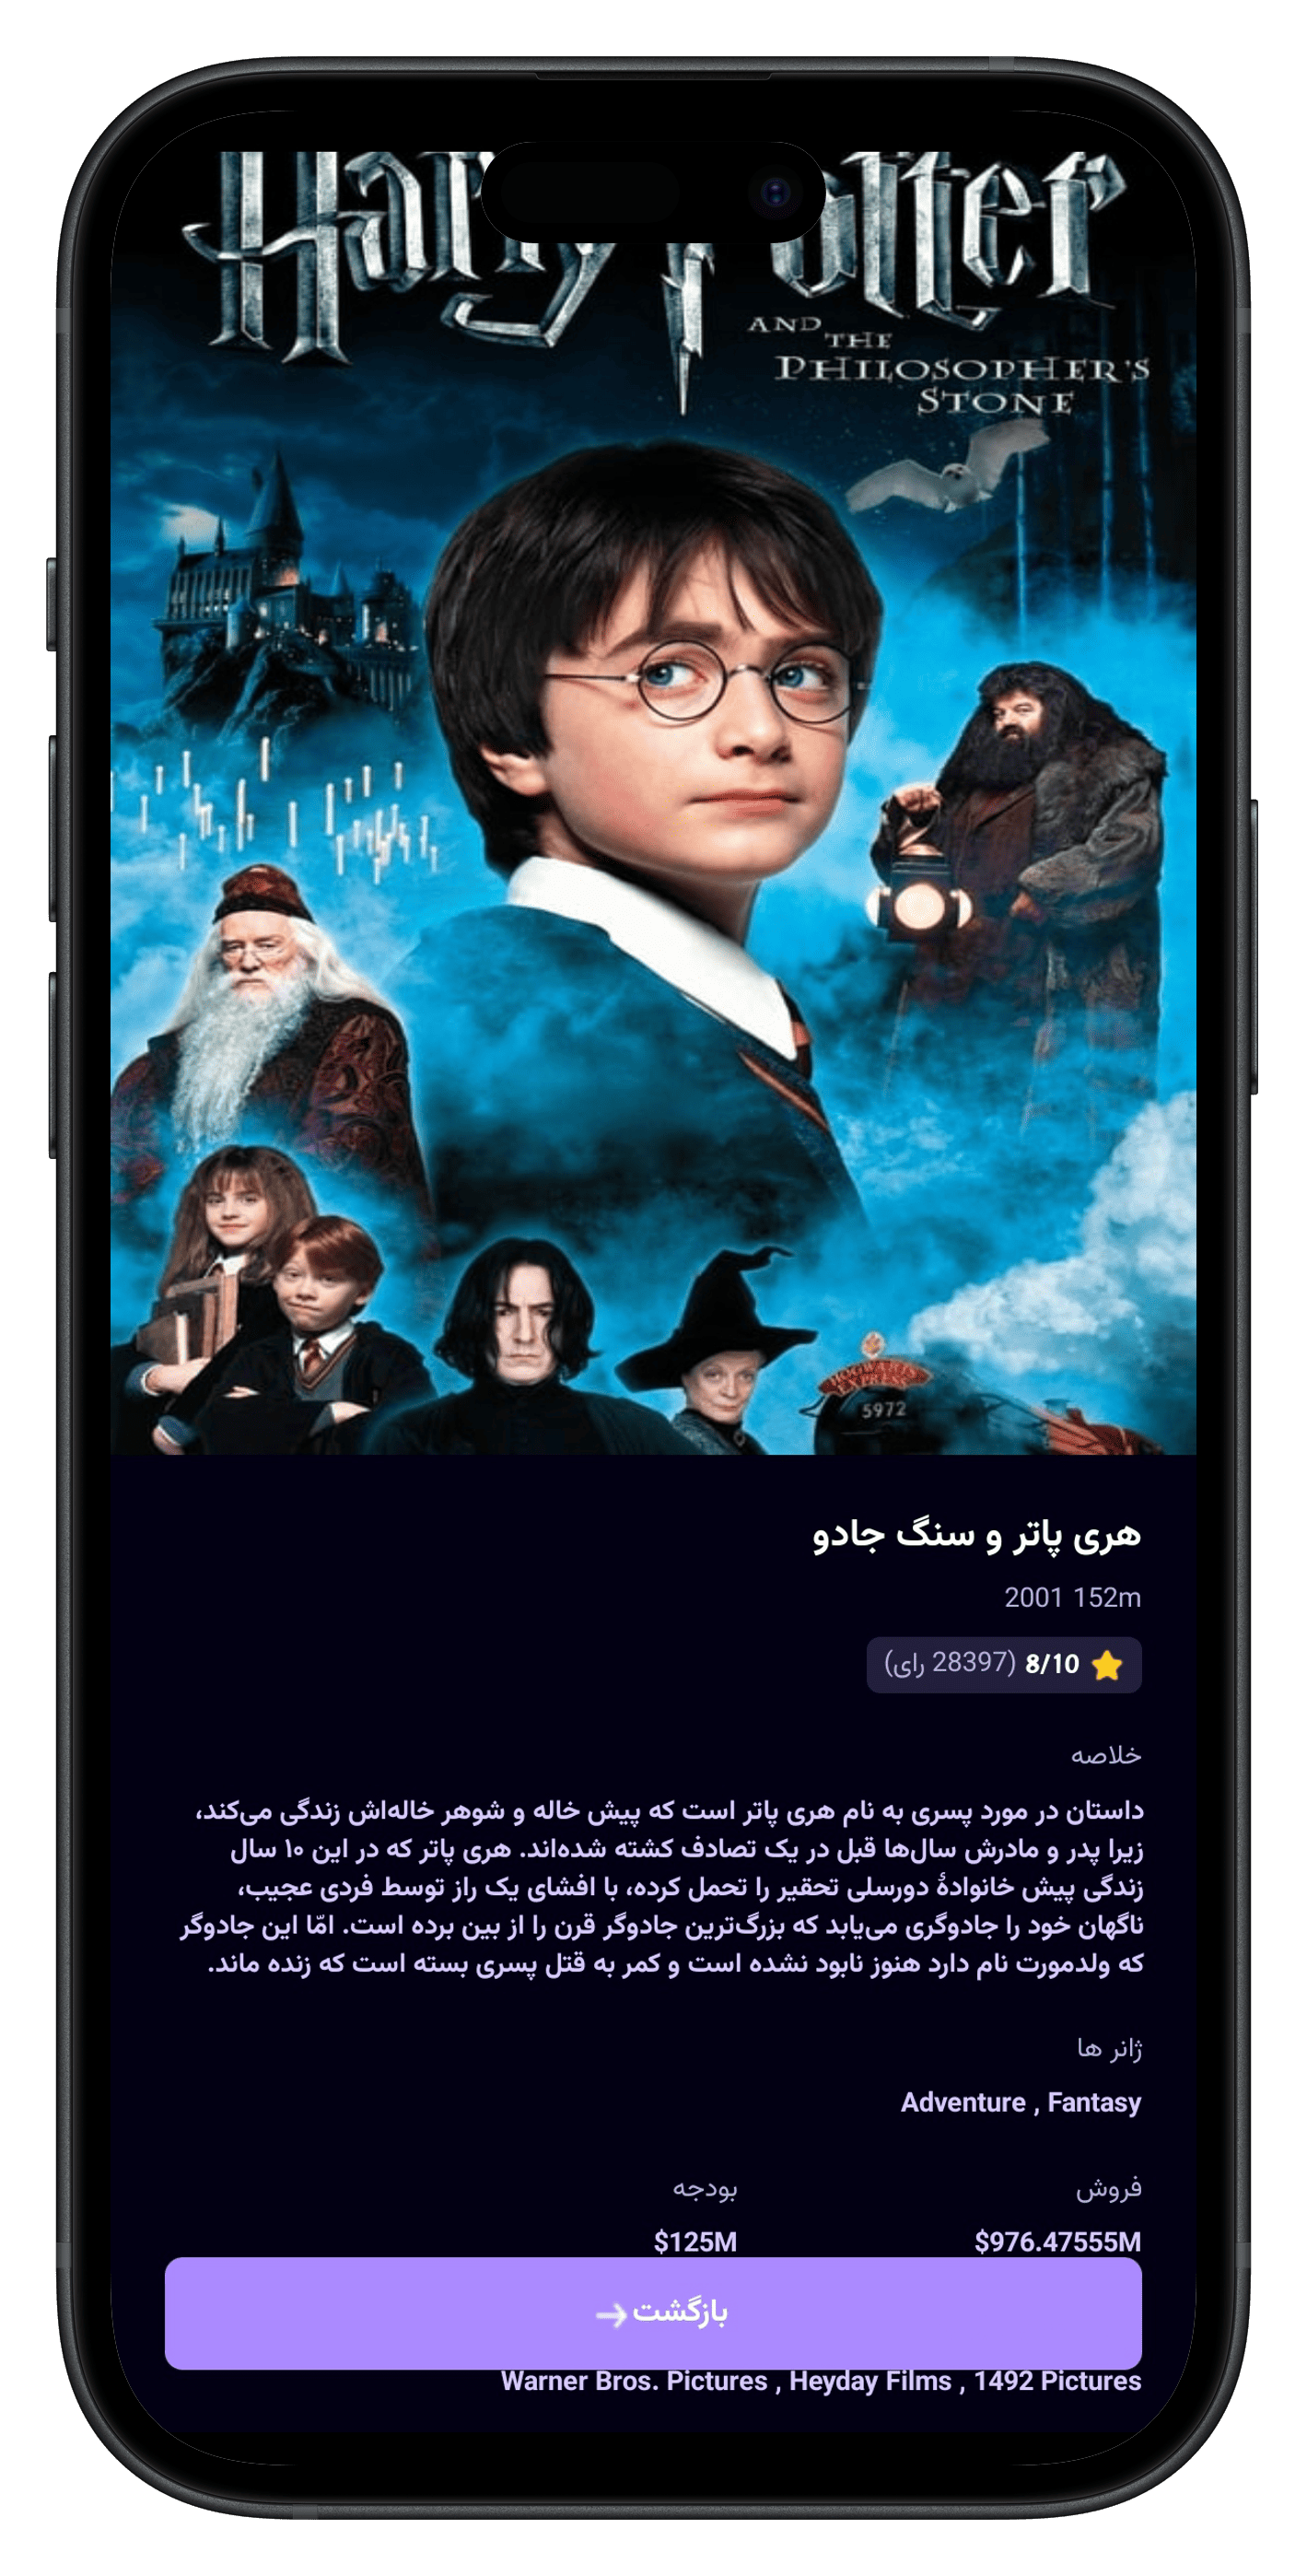 Harry Potter
AND
THE
PHILOSOPHER'S
STONE
HOGWARTS
EXPRESS
5972
هری پاتر و سنگ جادو
2001 152m
8/10 (28397 رای)
خلاصه
داستان در مورد پسری به نام هری پاتر است که پیش خاله و شوهر خاله‌اش زندگی می‌کند،
زیرا پدر و مادرش سال‌ها قبل در یک تصادف کشته شده‌اند. هری پاتر که در این ۱۰ سال
زندگی پیش خانوادهٔ دورسلی تحقیر را تحمل کرده، با افشای یک راز توسط فردی عجیب،
ناگهان خود را جادوگری می‌یابد که بزرگ‌ترین جادوگر قرن را از بین برده است. امّا این جادوگر
که ولدمورت نام دارد هنوز نابود نشده است و کمر به قتل پسری بسته است که زنده ماند.
ژانر ها
Adventure , Fantasy
فروش بودجه
$976.47555M $125M
بازگشت
Warner Bros. Pictures , Heyday Films , 1492 Pictures